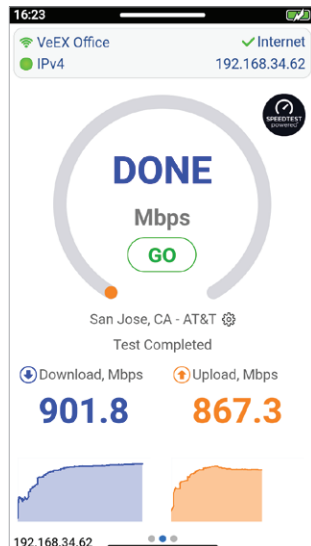 16:23
VeEX Office Internet
IPv4 192.168.34.62
SPEEDTEST
powered
DONE
Mbps
GO
San Jose, CA - AT&T
Test Completed
Download, Mbps Upload, Mbps
901.8 867.3
192.168.34.62